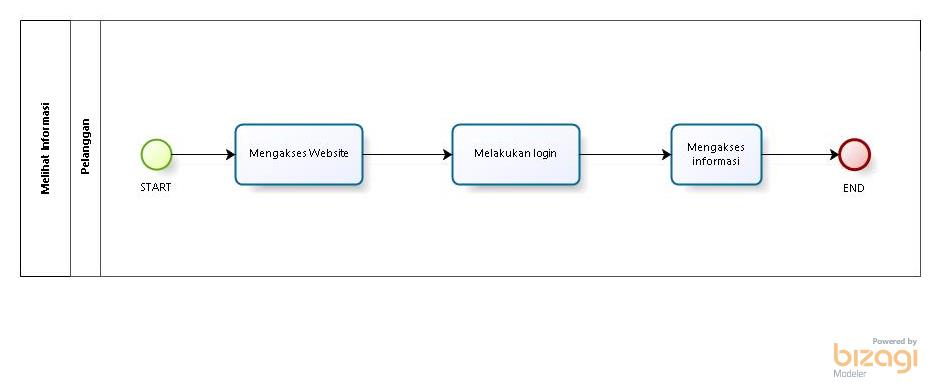 Melihat Informasi
Pelanggan
START
Mengakses Website
Melakukan login
Mengakses
informasi
END
Powered by
bizagi
Modeler